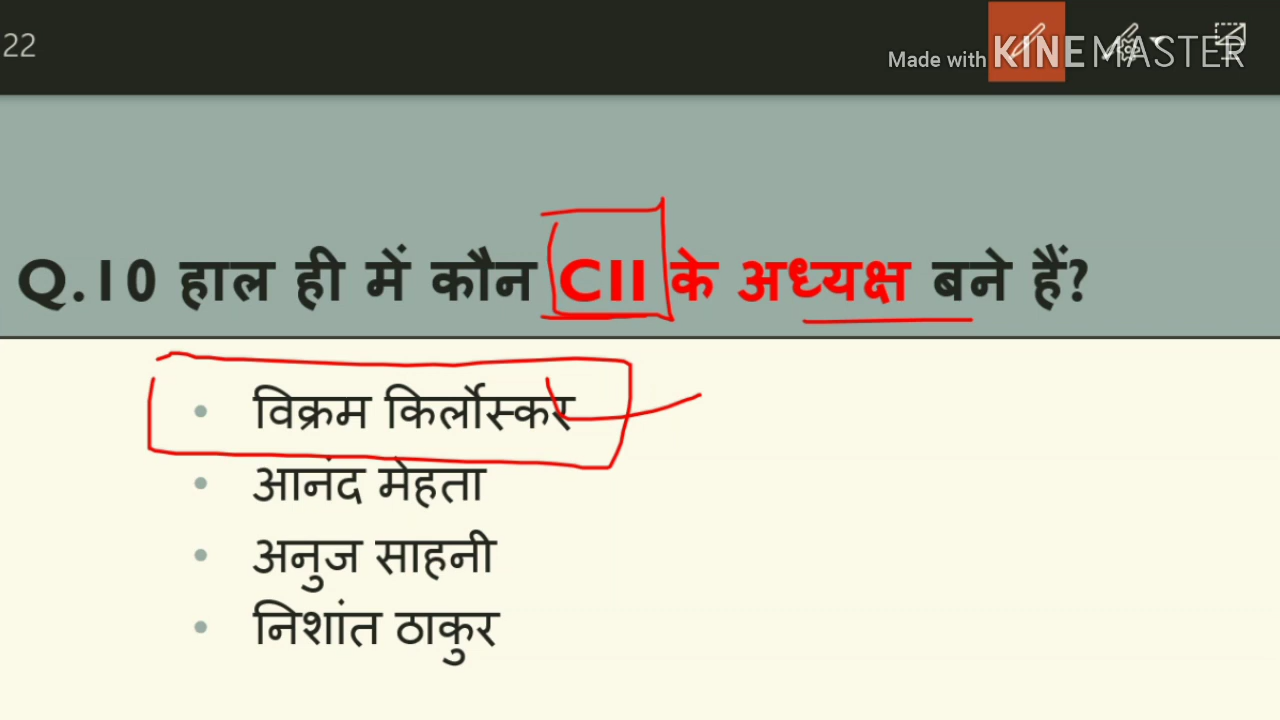 22
Made with KINEMASTER
Q.10 हाल ही में कौन CII के अध्यक्ष बने हैं?
• विक्रम किर्लोस्कर
• आनंद मेहता
• अनुज साहनी
• निशांत ठाकुर